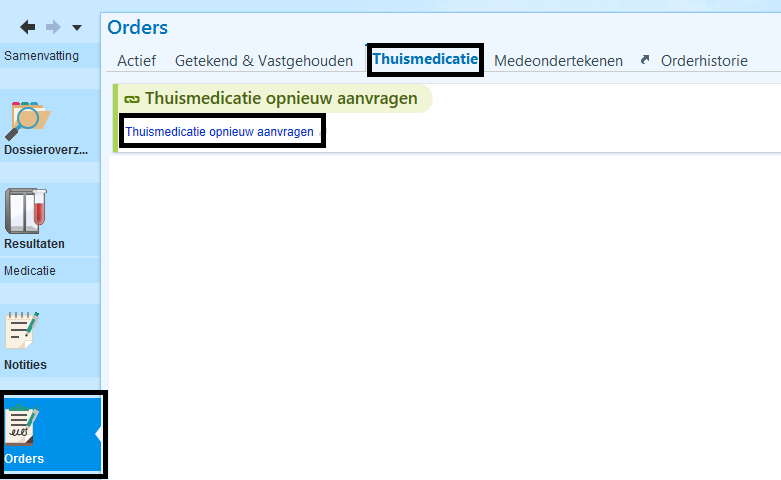 Orders
Samenvatting
Actief Getekend & Vastgehouden Thuismedicatie Medeondertekenen Orderhistorie
Thuismedicatie opnieuw aanvragen
Thuismedicatie opnieuw aanvragen
Dossieroverz...
Resultaten
Medicatie
Notities
Orders